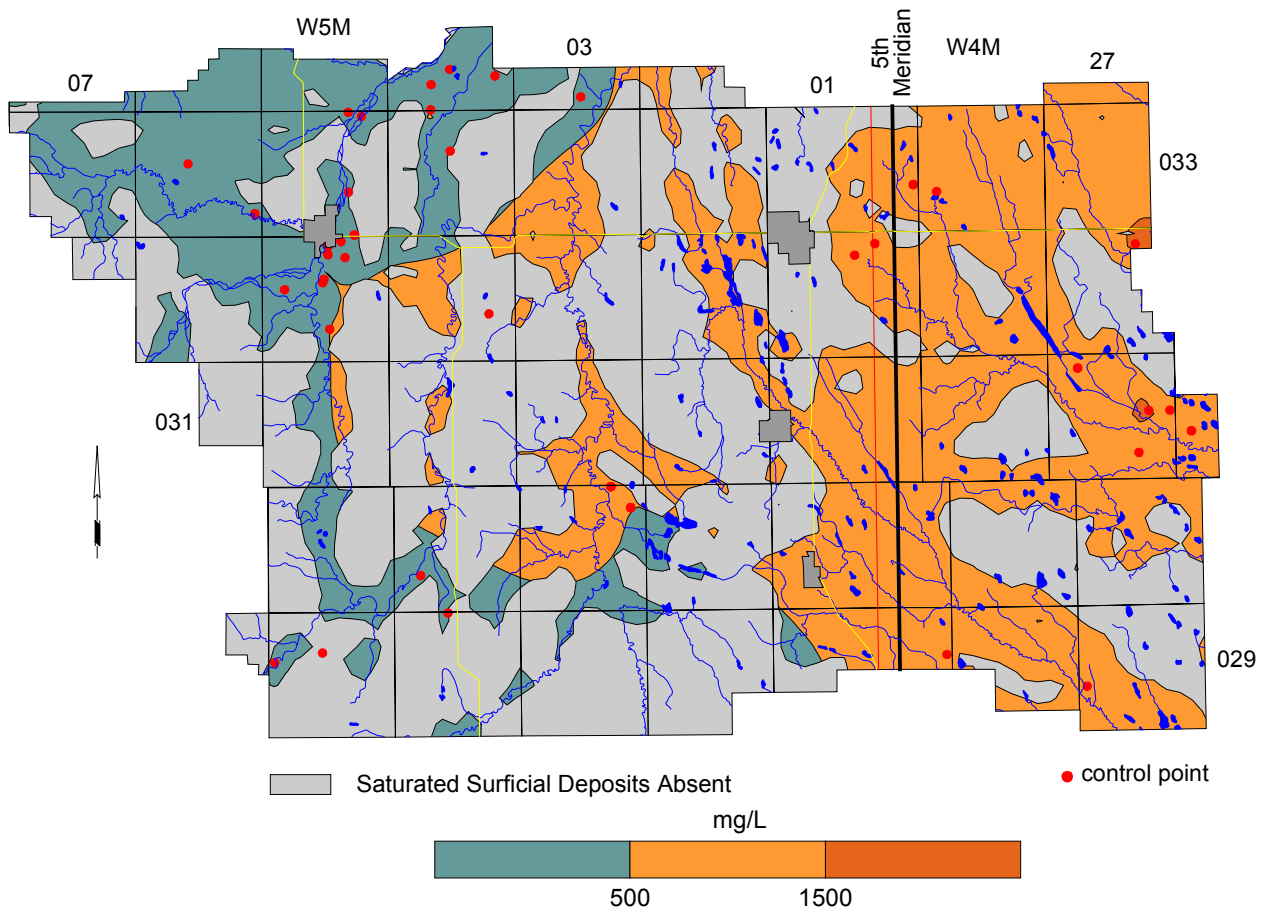 W5M
03
W4M
07
01
5th
Meridian
27
033
031
029
Saturated Surficial Deposits Absent
control point
mg/L
500
1500